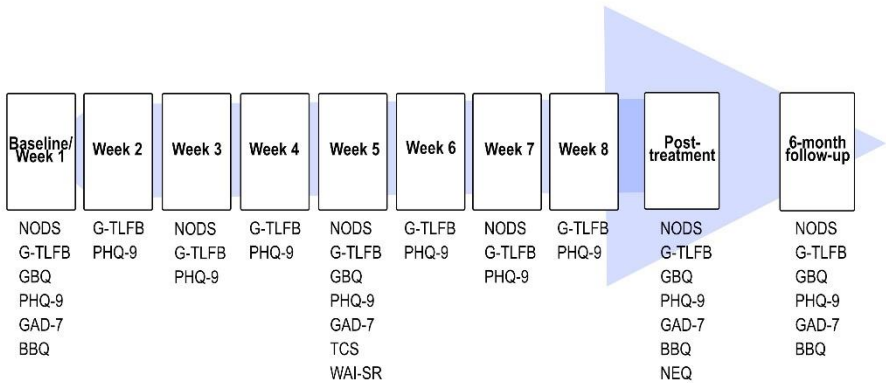 Baseline/
Week 1
Week 2
Week 3
Week 4
Week 5
Week 6
Week 7
Week 8
Post-
treatment
6-month
follow-up
NODS
G-TLFB
GBQ
PHQ-9
GAD-7
BBQ
G-TLFB
PHQ-9
NODS
G-TLFB
PHQ-9
G-TLFB
PHQ-9
NODS
G-TLFB
GBQ
PHQ-9
GAD-7
TCS
WAI-SR
G-TLFB
PHQ-9
NODS
G-TLFB
PHQ-9
G-TLFB
PHQ-9
NODS
G-TLFB
GBQ
PHQ-9
GAD-7
BBQ
NEQ
NODS
G-TLFB
GBQ
PHQ-9
GAD-7
BBQ